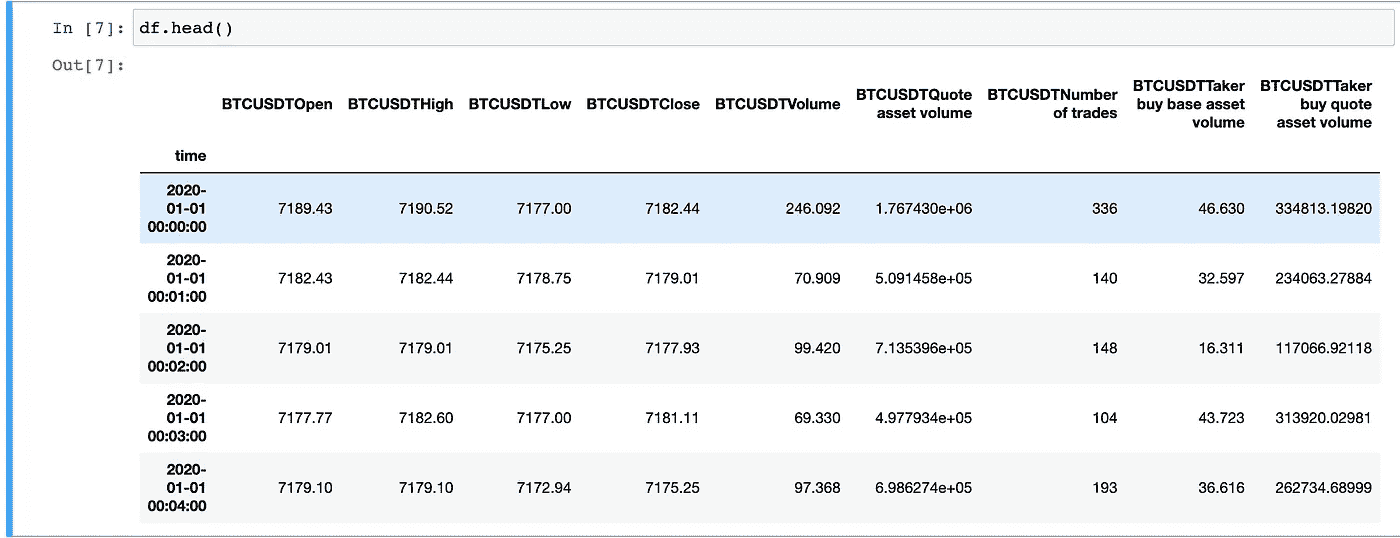 In [7]: df.head()
Out[7]:
BTCUSDTOpen BTCUSDTHigh BTCUSDTLow BTCUSDTClose BTCUSDTVolume BTCUSDTQuote asset volume BTCUSDTNumber of trades BTCUSDTTaker buy base asset volume BTCUSDTTaker buy quote asset volume
time
2020-01-01 00:00:00 7189.43 7190.52 7177.00 7182.44 246.092 1.767430e+06 336 46.630 334813.19820
2020-01-01 00:01:00 7182.43 7182.44 7178.75 7179.01 70.909 5.091458e+05 140 32.597 234063.27884
2020-01-01 00:02:00 7179.01 7179.01 7175.25 7177.93 99.420 7.135396e+05 148 16.311 117066.92118
2020-01-01 00:03:00 7177.77 7182.60 7177.00 7181.11 69.330 4.977934e+05 104 43.723 313920.02981
2020-01-01 00:04:00 7179.10 7179.10 7172.94 7175.25 97.368 6.986274e+05 193 36.616 262734.68999